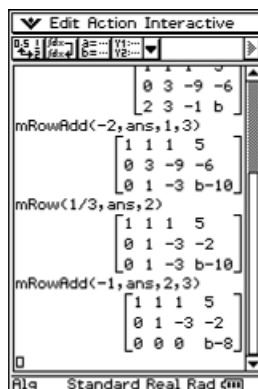 Edit Action Interactive
0 3 -9 -6
2 3 -1 b
mRowAdd(-2,ans,1,3)
1 1 1 5
0 3 -9 -6
0 1 -3 b-10
mRow(1/3,ans,2)
1 1 1 5
0 1 -3 -2
0 1 -3 b-10
mRowAdd(-1,ans,2,3)
1 1 1 5
0 1 -3 -2
0 0 0 b-8
Alg Standard Real Rad